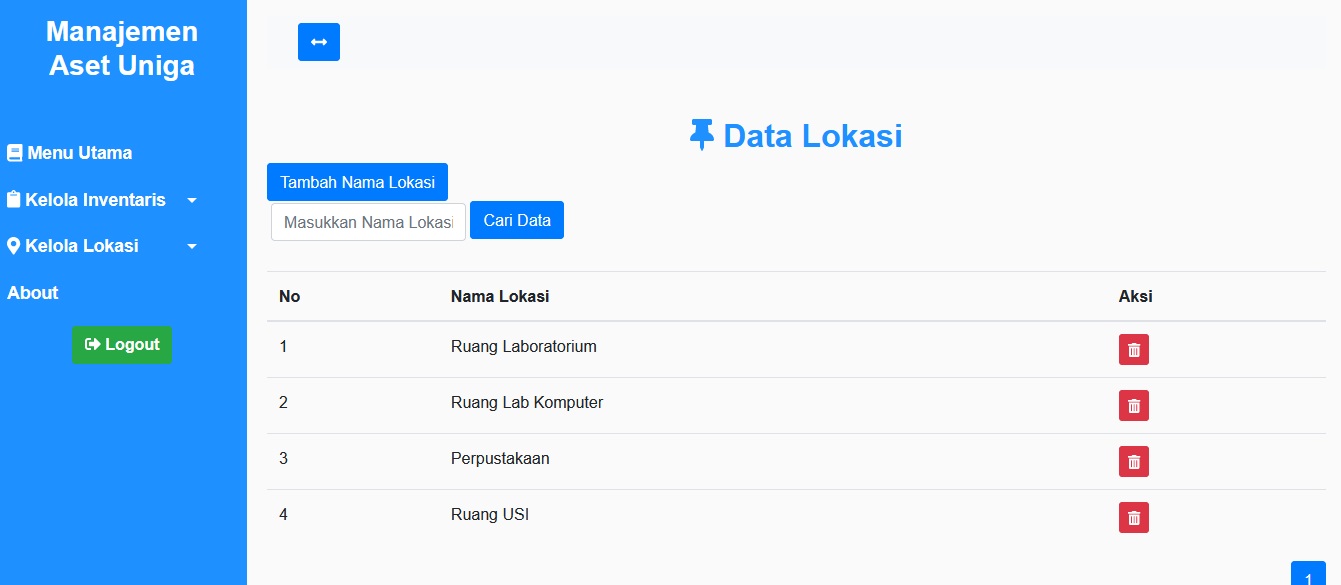 Manajemen
Aset Uniga
Menu Utama
Kelola Inventaris
Kelola Lokasi
About
Logout
Data Lokasi
Tambah Nama Lokasi
Masukkan Nama Lokasi
Cari Data
No Nama Lokasi Aksi
1 Ruang Laboratorium
2 Ruang Lab Komputer
3 Perpustakaan
4 Ruang USI
1